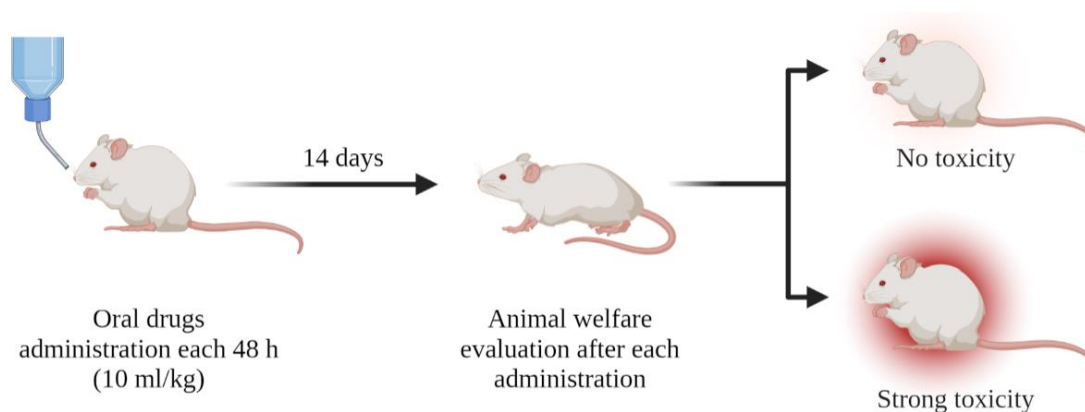 14 days
No toxicity
Oral drugs
administration each 48 h
(10 ml/kg)
Animal welfare
evaluation after each
administration
Strong toxicity